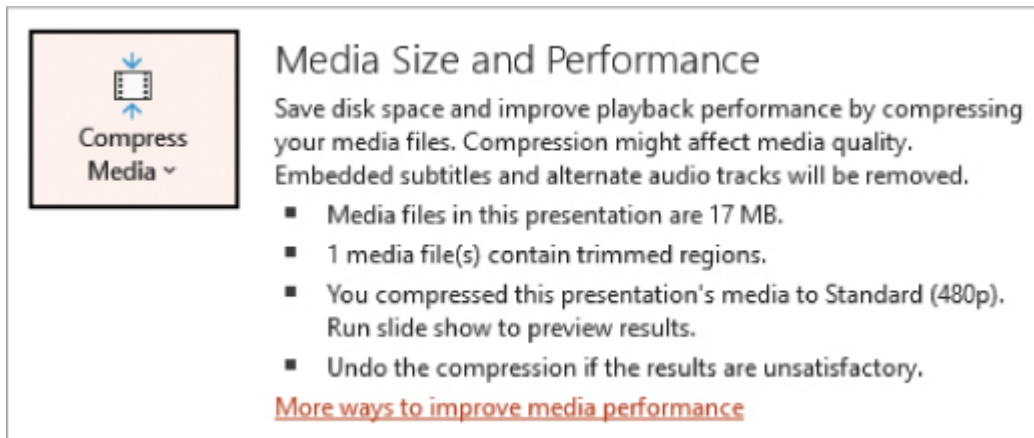 Compress
Media
Media Size and Performance
Save disk space and improve playback performance by compressing
your media files. Compression might affect media quality.
Embedded subtitles and alternate audio tracks will be removed.
▪ Media files in this presentation are 17 MB.
▪ 1 media file(s) contain trimmed regions.
▪ You compressed this presentation's media to Standard (480p).
Run slide show to preview results.
▪ Undo the compression if the results are unsatisfactory.
More ways to improve media performance